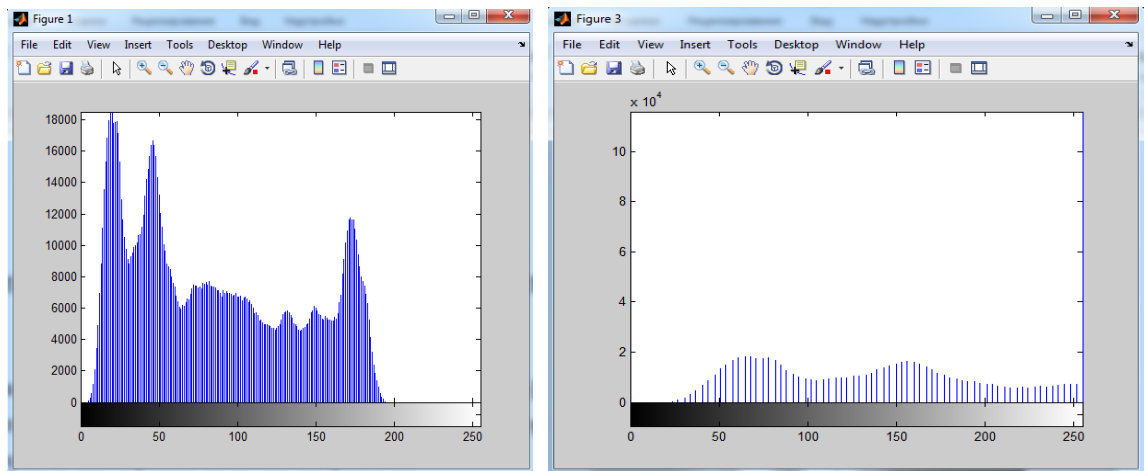 Figure 1
File Edit View Insert Tools Desktop Window Help
18000
16000
14000
12000
10000
8000
6000
4000
2000
0
0 50 100 150 200 250
Figure 3
File Edit View Insert Tools Desktop Window Help
x 10^4
10
8
6
4
2
0
0 50 100 150 200 250